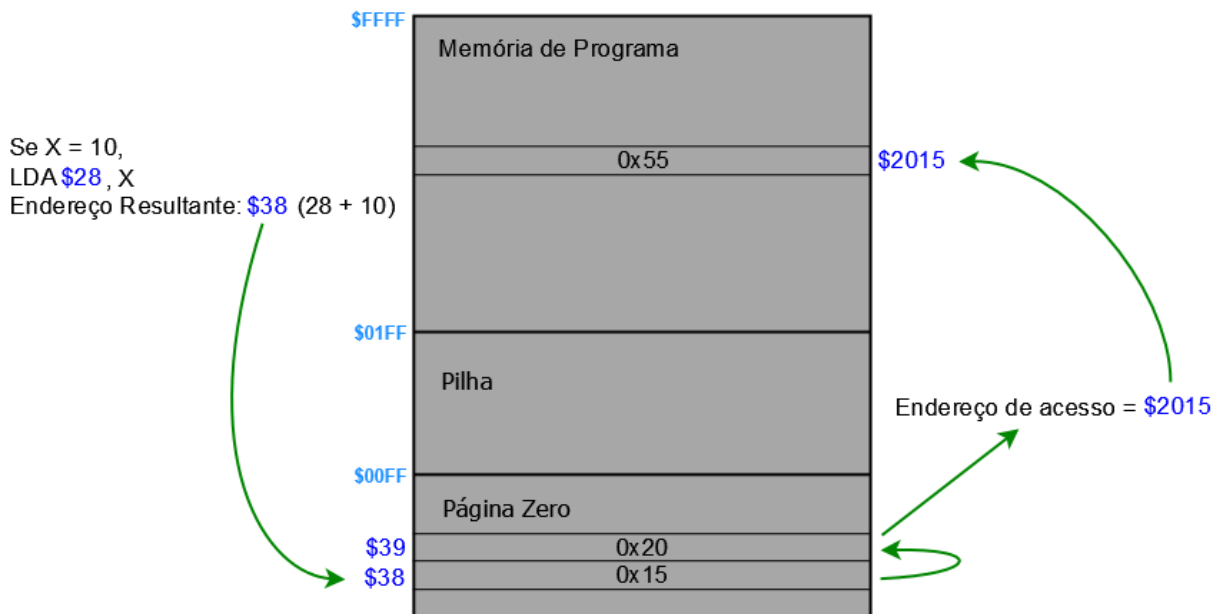 $FFFF
Memória de Programa
Se X = 10,
LDA $28 , X
Endereço Resultante: $38 (28 + 10)
0x55
$2015
$01FF
Pilha
Endereço de acesso = $2015
$00FF
Página Zero
$39
0x20
$38
0x15